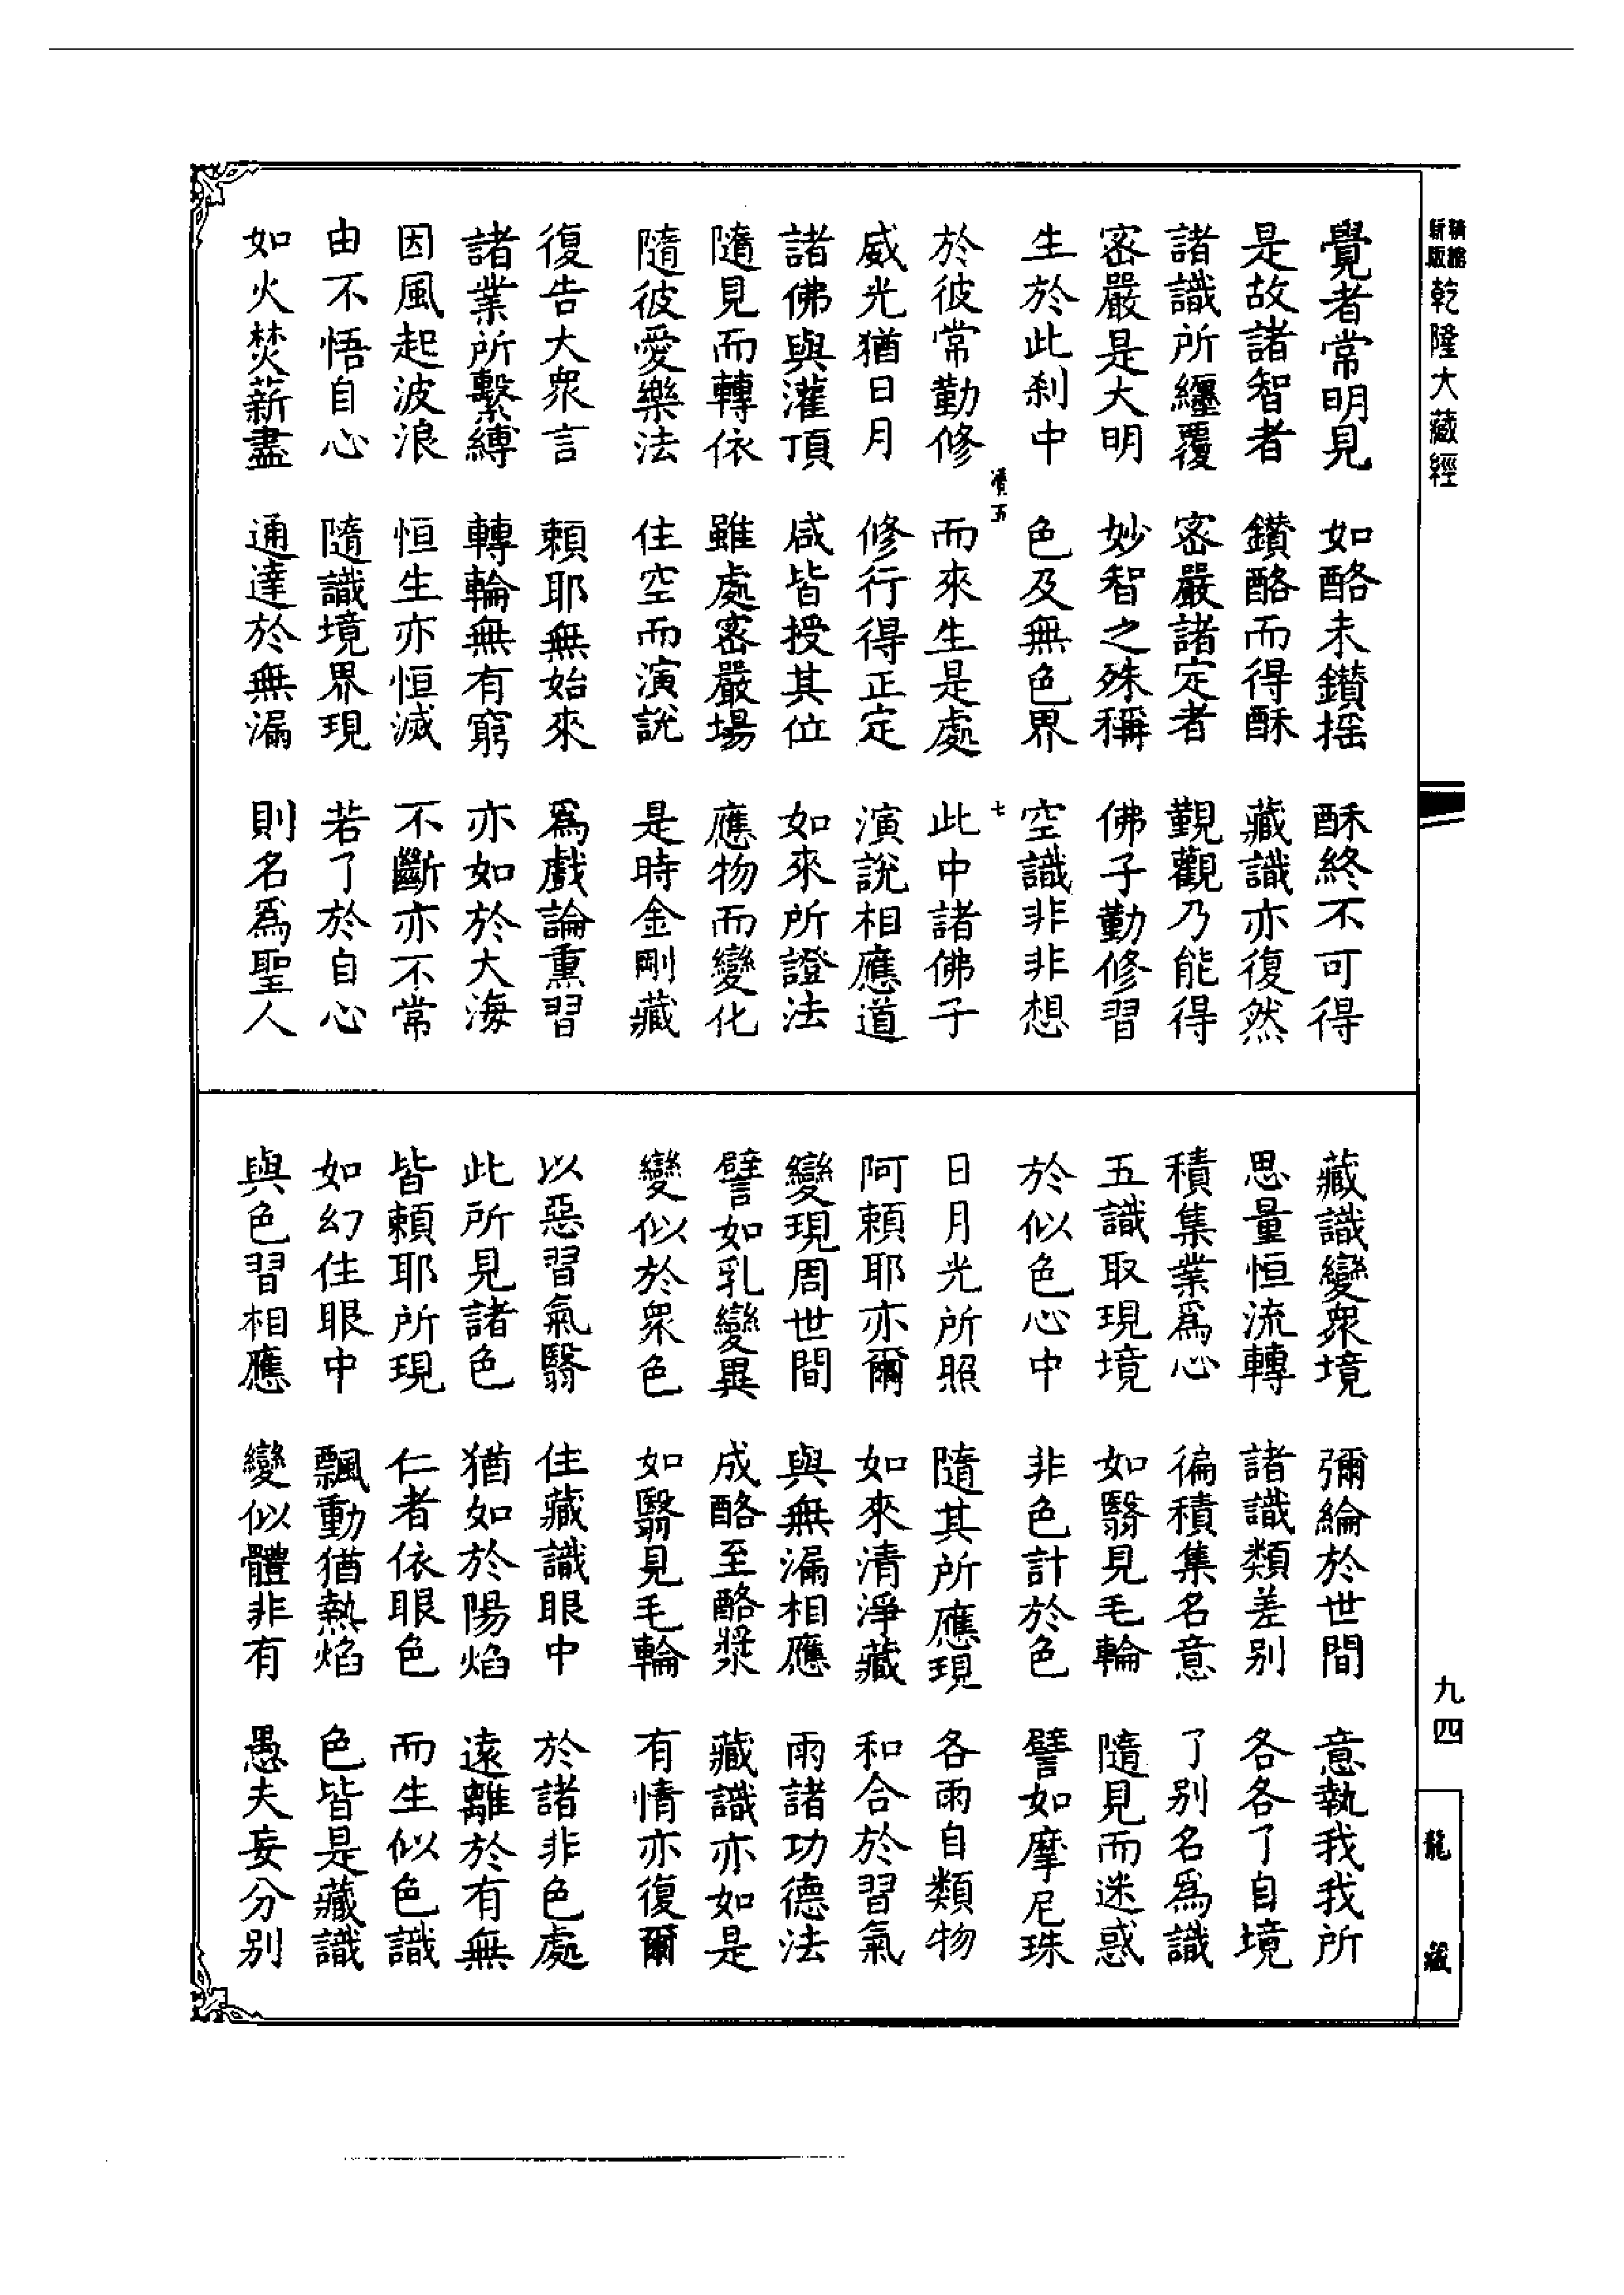 精縮新版乾隆大藏經
覺者常明見　如酪未鑚搖　酥終不可得
是故諸智者　鑚酪而得酥　藏識亦復然
諸識所纏覆　密嚴諸定者　覲觀乃能得
密嚴是大明　妙智之殊稱　佛子勤修習
生於此刹中　色及無色界　空識非非想
五　七
於彼常勤修　而來生是處　此中諸佛子
威光猶日月　修行得正定　演說相應道
諸佛與灌頂　咸皆授其位　如來所證法
隨見而轉依　雖處密嚴場　應物而變化
隨彼愛樂法　住空而演說　是時金剛藏
復告大衆言　賴耶無始來　爲戲論熏習
諸業所繫縛　轉輪無有窮　亦如於大海
因風起波浪　恒生亦恒滅　不斷亦不常
由不悟自心　隨識境界現　若了於自心
如火焚薪盡　通達於無漏　則名爲聖人
藏識變衆境　彌綸於世間　意執我我所
思量恒流轉　諸識類差别　各各了自境
積集業爲心　徧積集名意　了别名爲識
五識取現境　如翳見毛輪　隨見而迷惑
於似色心中　非色計於色　譬如摩尼珠
日月光所照　隨其所應現　各雨自類物
阿賴耶亦爾　如來清淨藏　和合於習氣
變現周世間　與無漏相應　雨諸功德法
譬如乳變異　成酪至酪漿　藏識亦如是
變似於衆色　如翳見毛輪　有情亦復爾
以惡習氣翳　住藏識眼中　於諸非色處
此所見諸色　猶如於陽焰　遠離於有無
皆賴耶所現　仁者依眼色　而生似色識
如幻住眼中　飄動猶熱焰　色皆是藏識
與色習相應　變似體非有　愚夫妄分别
九四
龍藏